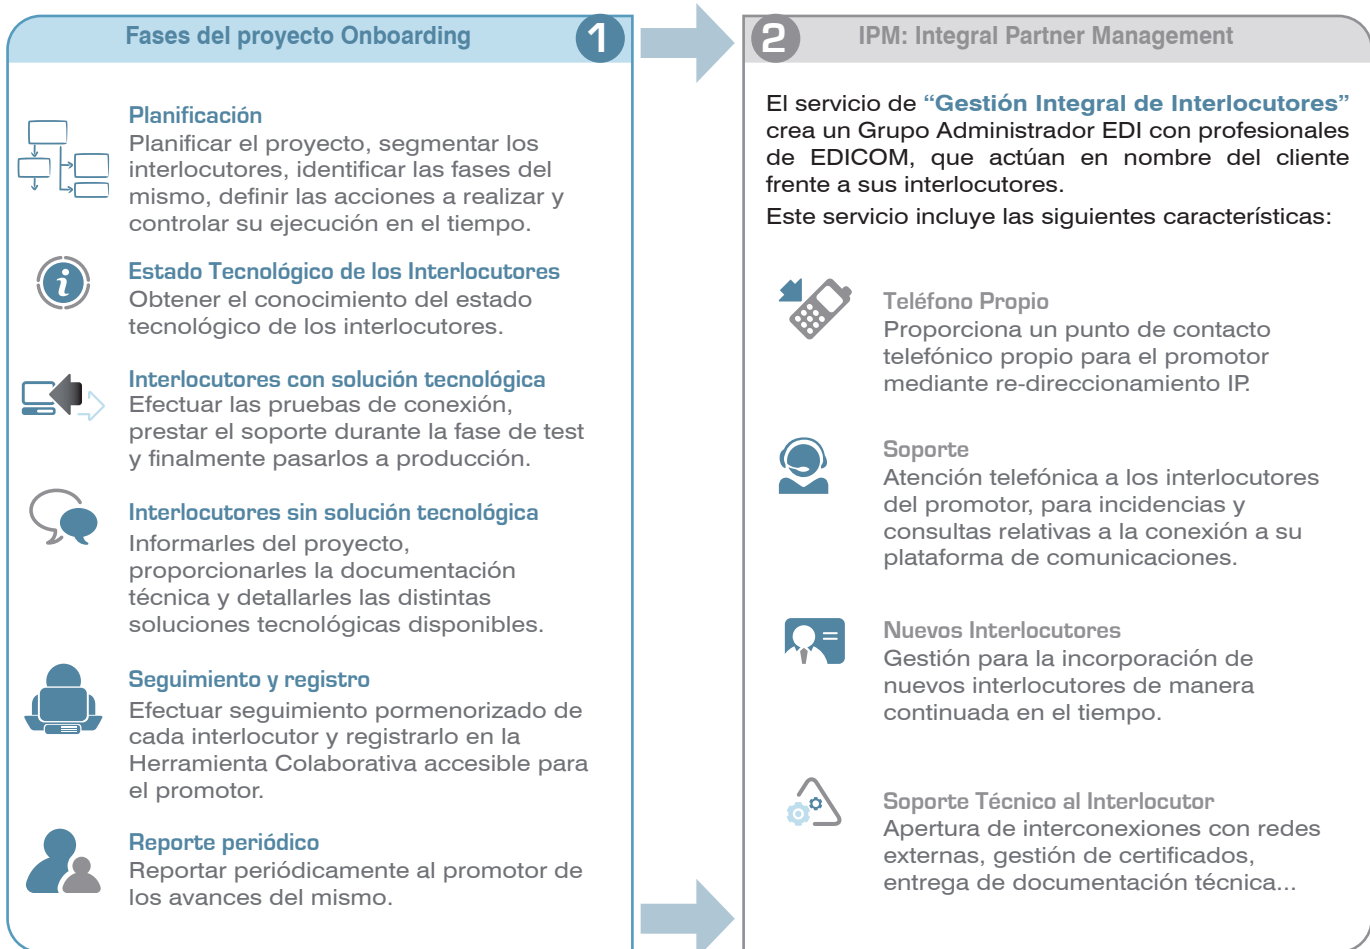 Fases del proyecto Onboarding
1
Planificación
Planificar el proyecto, segmentar los
interlocutores, identificar las fases del
mismo, definir las acciones a realizar y
controlar su ejecución en el tiempo.
Estado Tecnológico de los Interlocutores
Obtener el conocimiento del estado
tecnológico de los interlocutores.
Interlocutores con solución tecnológica
Efectuar las pruebas de conexión,
prestar el soporte durante la fase de test
y finalmente pasarlos a producción.
Interlocutores sin solución tecnológica
Informarles del proyecto,
proporcionarles la documentación
técnica y detallarles las distintas
soluciones tecnológicas disponibles.
Seguimiento y registro
Efectuar seguimiento pormenorizado de
cada interlocutor y registrarlo en la
Herramienta Colaborativa accesible para
el promotor.
Reporte periódico
Reportar periódicamente al promotor de
los avances del mismo.
2
IPM: Integral Partner Management
El servicio de “Gestión Integral de Interlocutores”
crea un Grupo Administrador EDI con profesionales
de EDICOM, que actúan en nombre del cliente
frente a sus interlocutores.
Este servicio incluye las siguientes características:
Teléfono Propio
Proporciona un punto de contacto
telefónico propio para el promotor
mediante re-direccionamiento IP.
Soporte
Atención telefónica a los interlocutores
del promotor, para incidencias y
consultas relativas a la conexión a su
plataforma de comunicaciones.
Nuevos Interlocutores
Gestión para la incorporación de
nuevos interlocutores de manera
continuada en el tiempo.
Soporte Técnico al Interlocutor
Apertura de interconexiones con redes
externas, gestión de certificados,
entrega de documentación técnica...